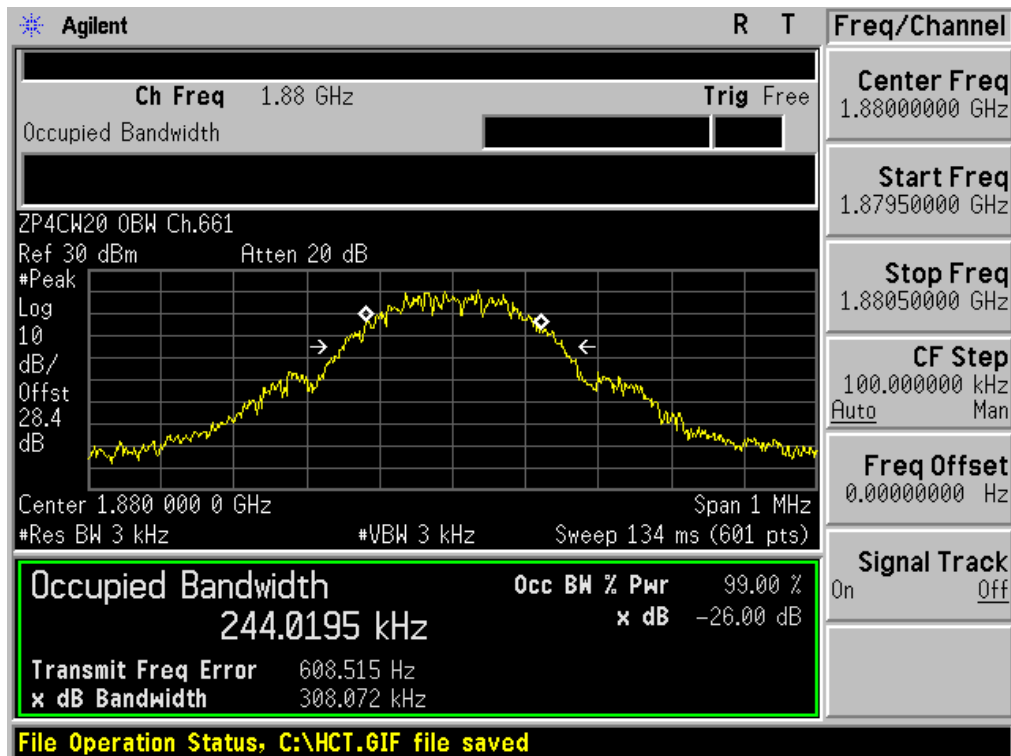 Agilent R T Freq/Channel
Ch Freq 1.88 GHz Trig Free
Occupied Bandwidth
Center Freq
1.88000000 GHz
Start Freq
1.87950000 GHz
Stop Freq
1.88050000 GHz
CF Step
100.000000 kHz
Auto Man
Freq Offset
0.00000000 Hz
Signal Track
On Off
ZP4CW20 OBW Ch.661
Ref 30 dBm Atten 20 dB
#Peak
Log
10
dB/
Offst
28.4
dB
Center 1.880 000 0 GHz Span 1 MHz
#Res BW 3 kHz #VBW 3 kHz Sweep 134 ms (601 pts)
Occupied Bandwidth Occ BW % Pwr 99.00 %
244.0195 kHz x dB -26.00 dB
Transmit Freq Error 608.515 Hz
x dB Bandwidth 308.072 kHz
File Operation Status, C:\HCT.GIF file saved